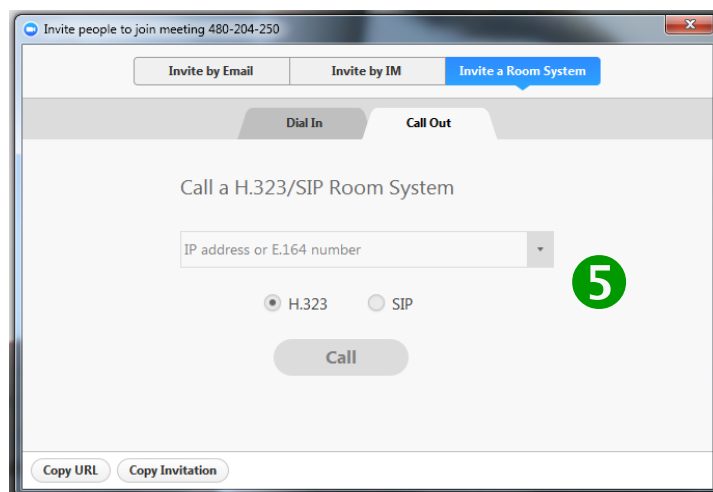 Invite people to join meeting 480-204-250
Invite by Email Invite by IM Invite a Room System
Dial In Call Out
Call a H.323/SIP Room System
IP address or E.164 number
5
H.323 SIP
Call
Copy URL Copy Invitation